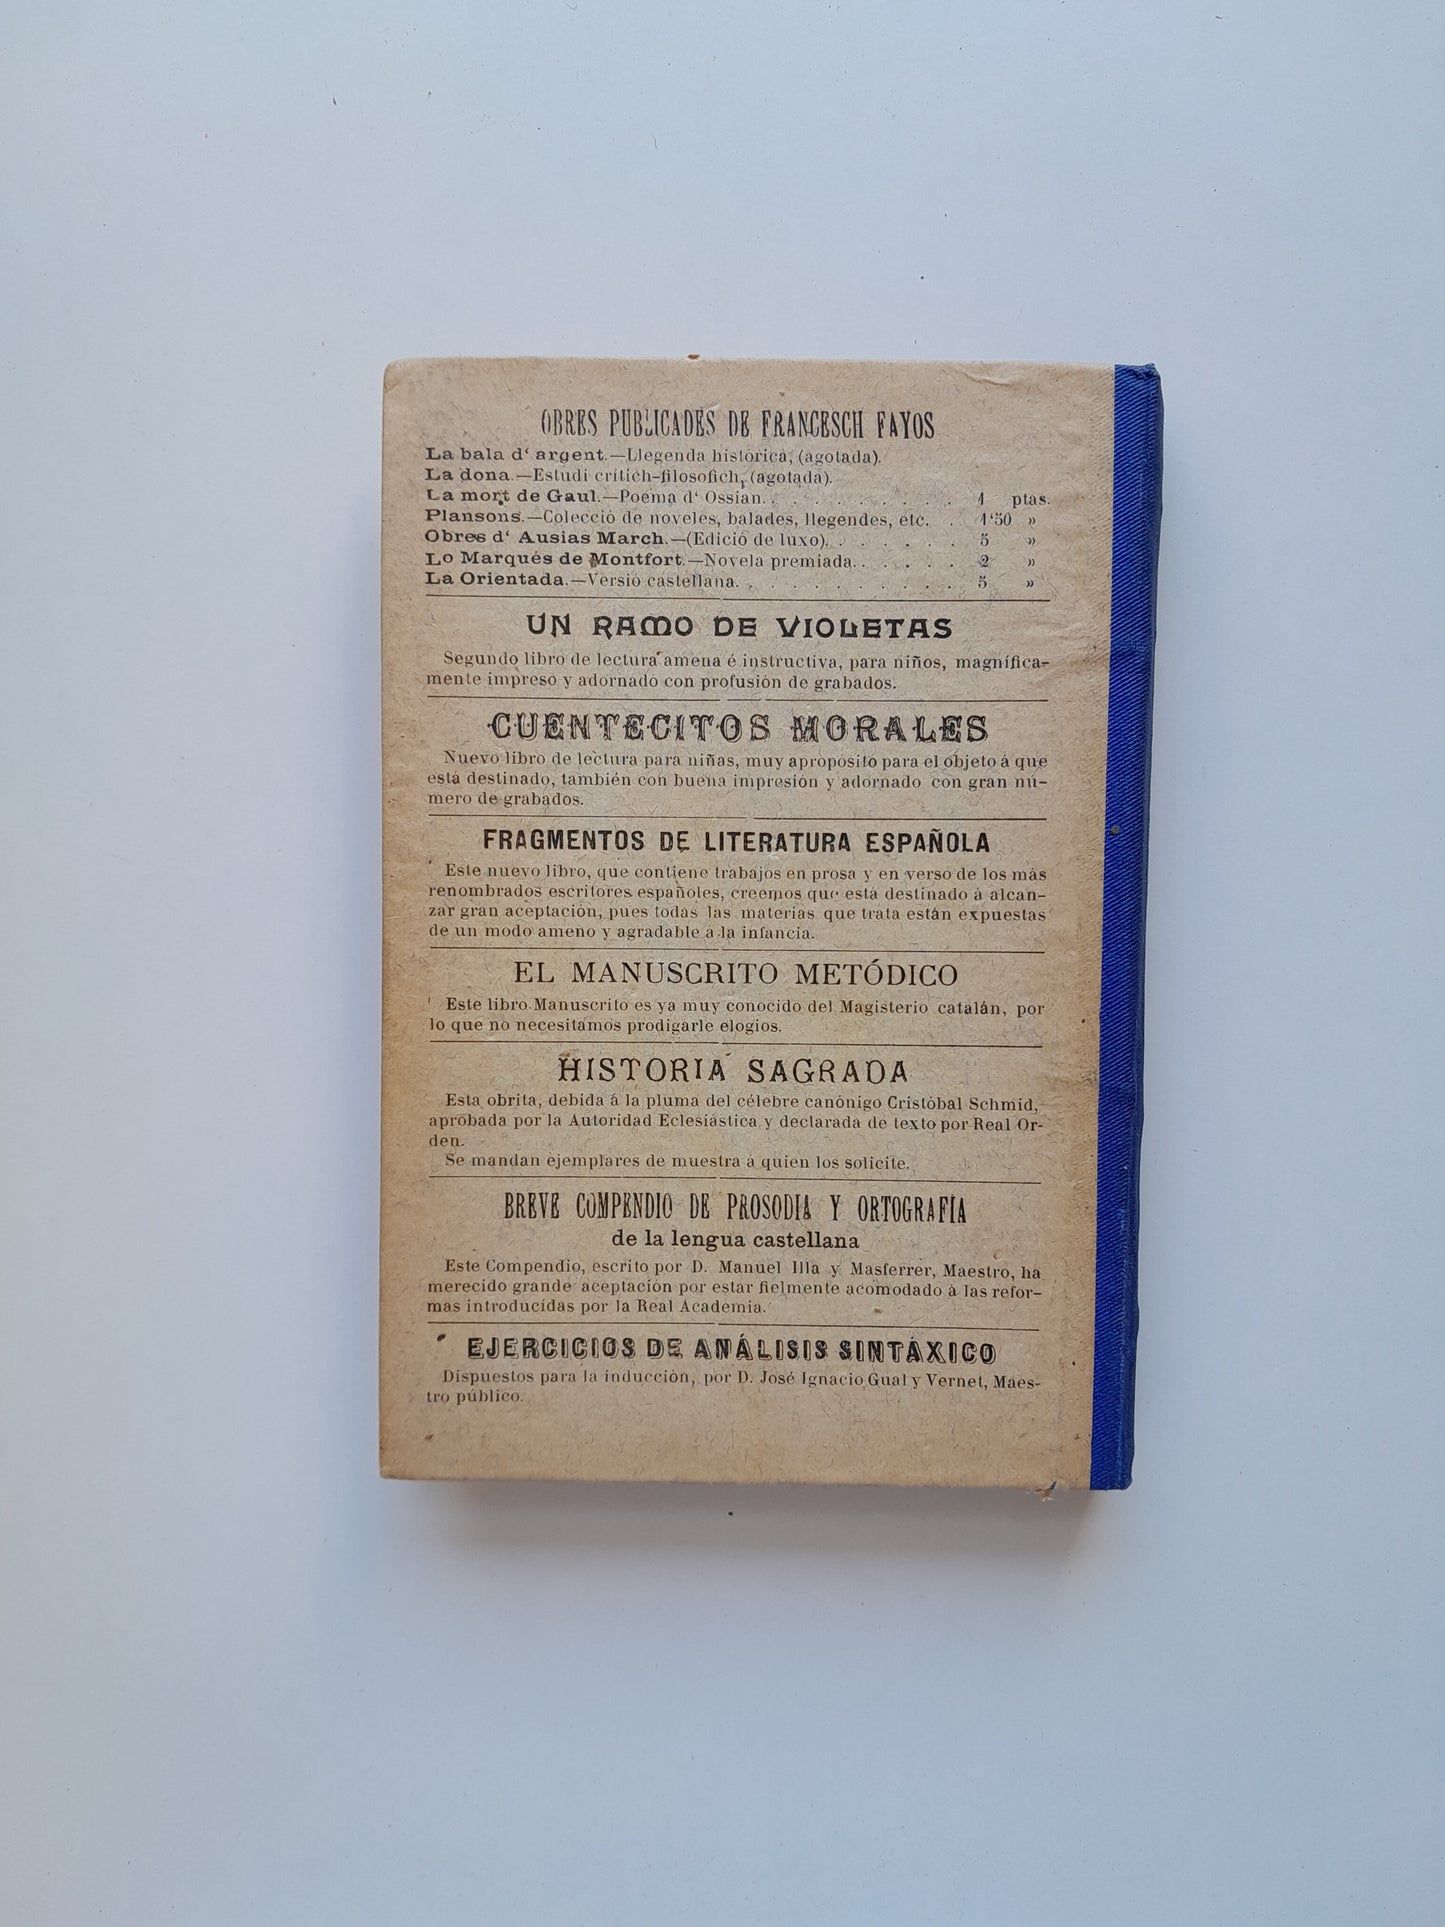 OBRES PUBLICADES DE FRANCESCH FAYOS
La bala d‘ argent.—Llegenda histórica, (agotada).
La dona.—Estudi crítich-filosofich, (agotada).
La mort de Gaul.—Poema d‘ Ossian. . . . . . . . . . 1 ptas.
Plansons.—Colecció de noveles, balades, llegendes, etc. . 1‘50 »
Obres d‘ Ausias March.—(Edició de luxo). . . . . . . 5 »
Lo Marqués de Montfort.—Novela premiada. . . . . . 2 »
La Orientada.—Versió castellana. . . . . . . . . . . 5 »
UN RAMO DE VIOLETAS
Segundo libro de lectura amena é instructiva, para niños, magnífica-
mente impreso y adornado con profusión de grabados.
CUENTECITOS MORALES
Nuevo libro de lectura para niñas, muy apropósito para el objeto á que
está destinado, también con buena impresión y adornado con gran nú-
mero de grabados.
FRAGMENTOS DE LITERATURA ESPAÑOLA
Este nuevo libro, que contiene trabajos en prosa y en verso de los más
renombrados escritores españoles, creemos que está destinado á alcan-
zar gran aceptación, pues todas las materias que trata están expuestas
de un modo ameno y agradable á la infancia.
EL MANUSCRITO METÓDICO
Este libro Manuscrito es ya muy conocido del Magisterio catalán, por
lo que no necesitamos prodigarle elogios.
HISTORIA SAGRADA
Esta obrita, debida á la pluma del célebre canónigo Cristóbal Schmid,
aprobada por la Autoridad Eclesiástica y declarada de texto por Real Or-
den.
Se mandan ejemplares de muestra á quien los solicite.
BREVE COMPENDIO DE PROSODIA Y ORTOGRAFÍA
de la lengua castellana
Este Compendio, escrito por D. Manuel Illa y Masferrer, Maestro, ha
merecido grande aceptación por estar fielmente acomodado á las refor-
mas introducidas por la Real Academia.
EJERCICIOS DE ANÁLISIS SINTÁXICO
Dispuestos para la inducción, por D. José Ignacio Gual y Vernet, Maes-
tro público.